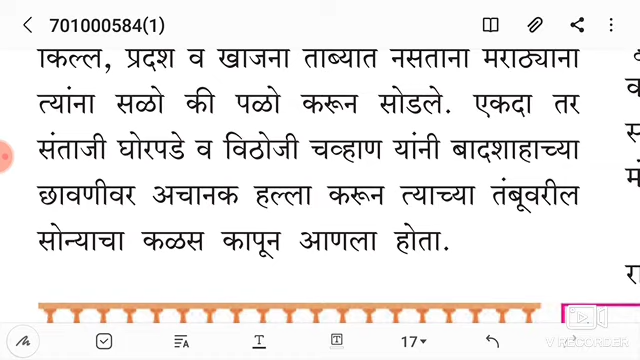 701000584(1)
किल्ले, प्रदेश व खजिना ताब्यात नसताना मराठ्यांनी
त्यांना सळो की पळो करून सोडले. एकदा तर
संताजी घोरपडे व विठोजी चव्हाण यांनी बादशाहाच्या
छावणीवर अचानक हल्ला करून त्याच्या तंबूवरील
सोन्याचा कळस कापून आणला होता.
17
V RECORDER